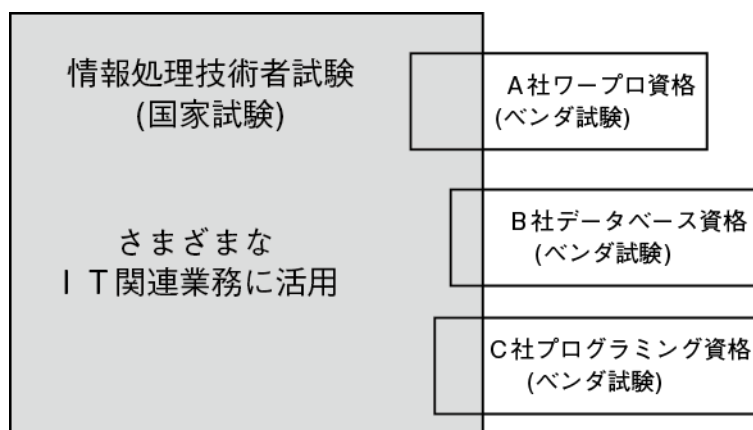 情報処理技術者試験
(国家試験)
さまざまな
ＩＴ関連業務に活用
Ａ社ワープロ資格
(ベンダ試験)
Ｂ社データベース資格
(ベンダ試験)
Ｃ社プログラミング資格
(ベンダ試験)